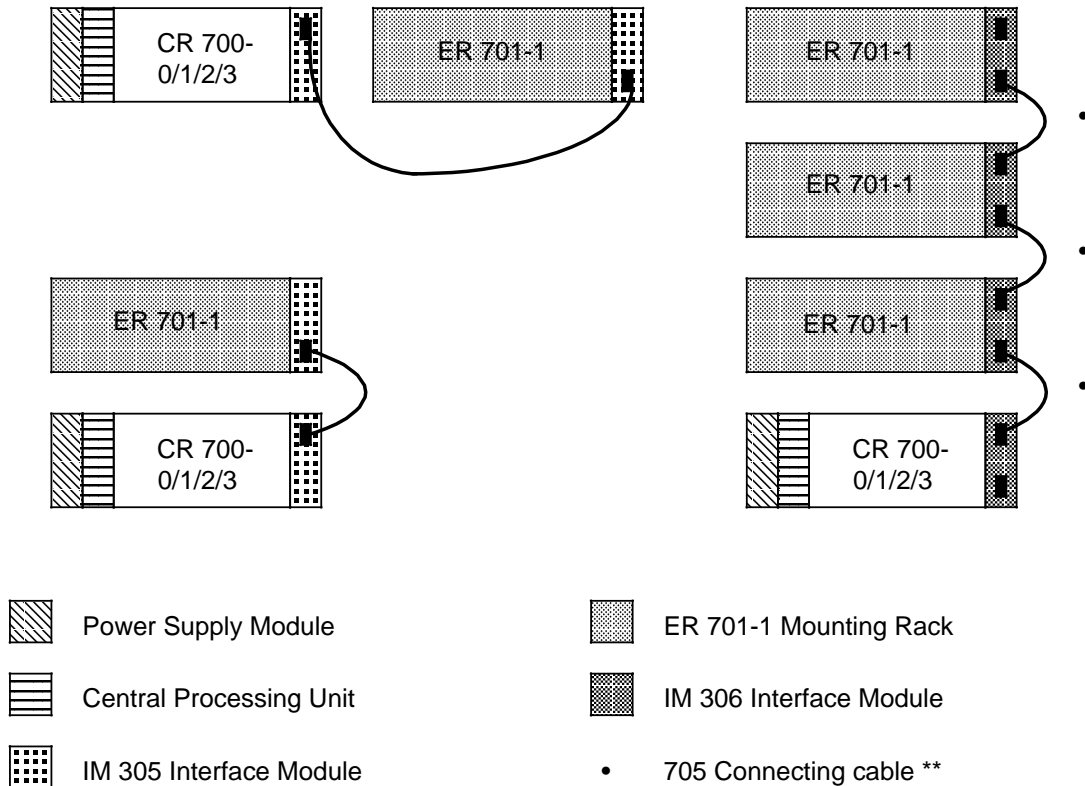 CR 700-
0/1/2/3
ER 701-1
ER 701-1
ER 701-1
ER 701-1
ER 701-1
CR 700-
0/1/2/3
CR 700-
0/1/2/3
Power Supply Module
ER 701-1 Mounting Rack
Central Processing Unit
IM 306 Interface Module
IM 305 Interface Module
• 705 Connecting cable **